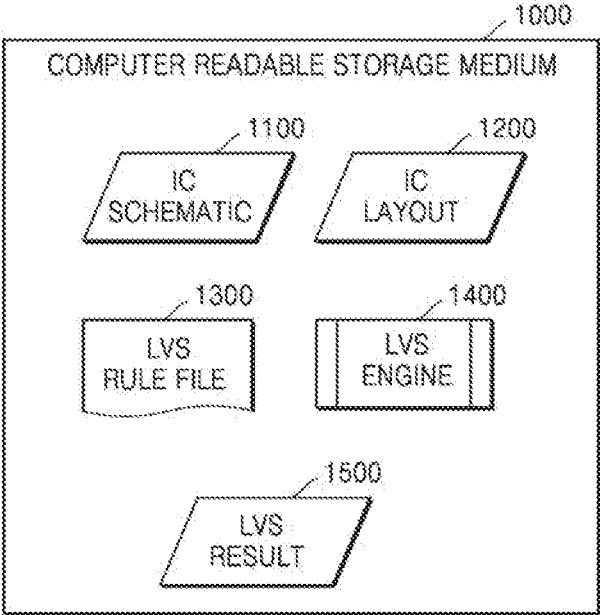 1000
COMPUTER READABLE STORAGE MEDIUM
1100
IC
SCHEMATIC
1200
IC
LAYOUT
1300
LVS
RULE FILE
1400
LVS
ENGINE
1500
LVS
RESULT